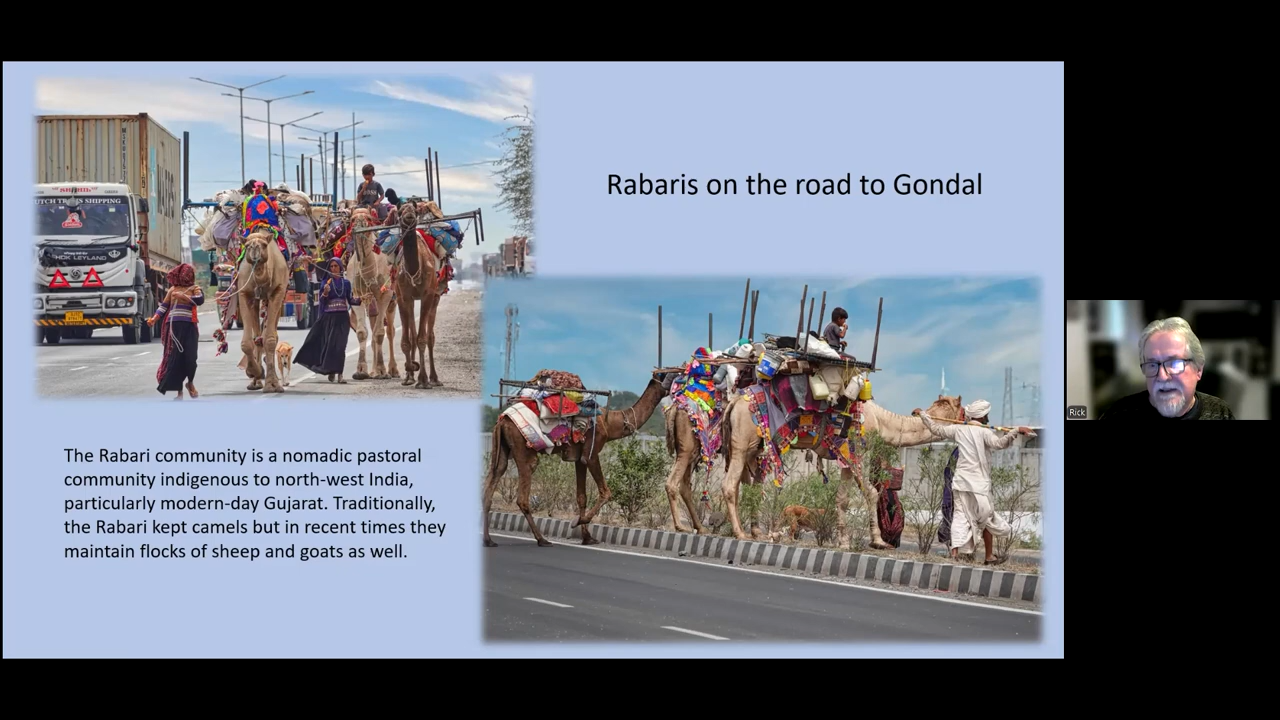 Rabaris on the road to Gondal
SHIPPING
The Rabari community is a nomadic pastoral
community indigenous to north-west India,
particularly modern-day Gujarat. Traditionally,
the Rabari kept camels but in recent times they
maintain flocks of sheep and goats as well.
Rick